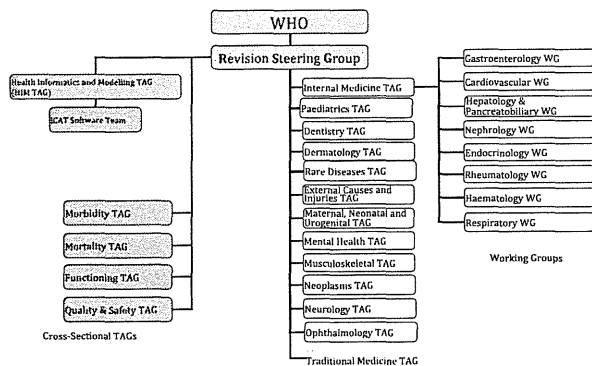 WHO
Revision Steering Group
Health Informatics and Modelling TAG
(HIM TAG)
iCAT Software Team
Morbidity TAG
Mortality TAG
Functioning TAG
Quality & Safety TAG
Cross-Sectional TAGs
Internal Medicine TAG
Paediatrics TAG
Dentistry TAG
Dermatology TAG
Rare Diseases TAG
External Causes and
Injuries TAG
Maternal, Neonatal and
Urogenital TAG
Mental Health TAG
Musculoskeletal TAG
Neoplasms TAG
Neurology TAG
Ophthalmology TAG
Traditional Medicine TAG
Gastroenterology WG
Cardiovascular WG
Hepatology &
Pancreatobiliary WG
Nephrology WG
Endocrinology WG
Rheumatology WG
Haematology WG
Respiratory WG
Working Groups